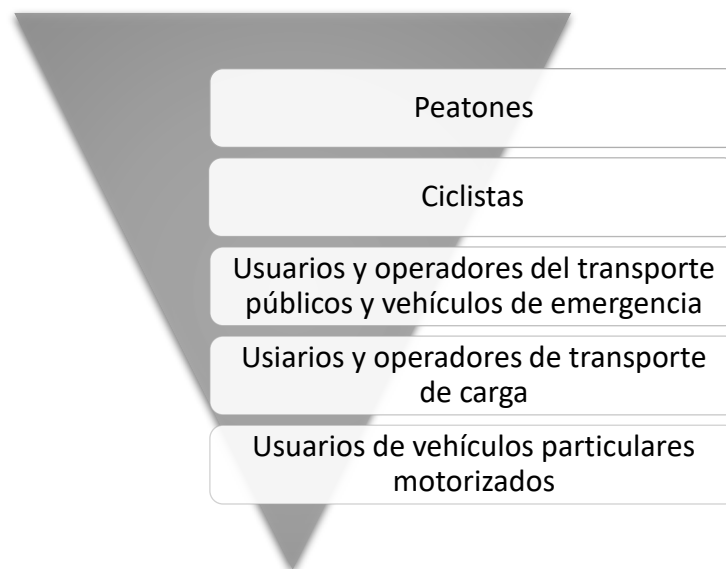 Peatones
Ciclistas
Usuarios y operadores del transporte
públicos y vehículos de emergencia
Usiarios y operadores de transporte
de carga
Usuarios de vehículos particulares
motorizados